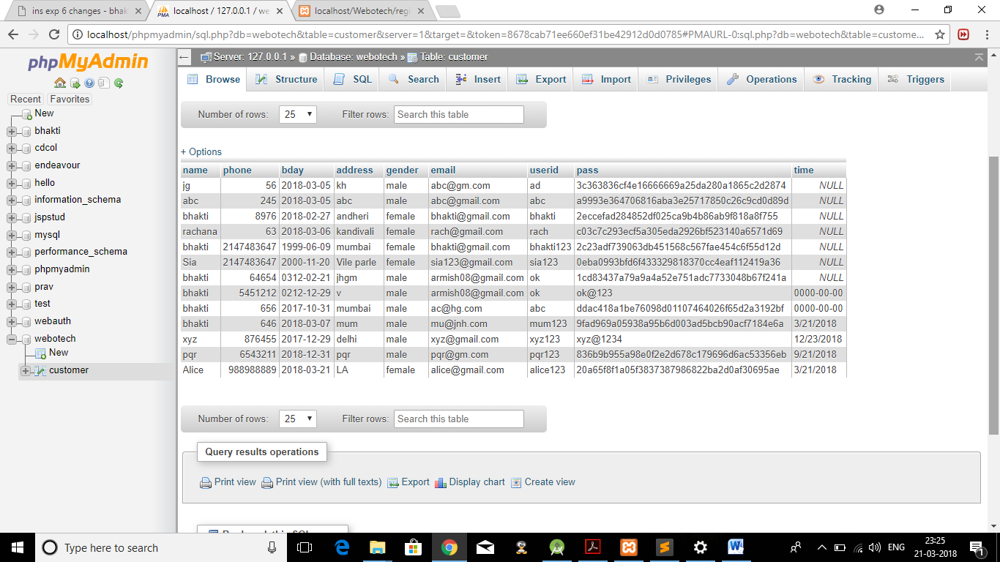 ins exp 6 changes - bhak
localhost / 127.0.0.1 / we
localhost/Webotech/reg
localhost/phpmyadmin/sql.php?db=webotech&table=customer&server=1&target=&token=8678cab71ee660ef31be42912d0d0785#PMAURL-0:sql.php?db=webotech&table=custome...
phpMyAdmin
Recent Favorites
New
bhakti
cdcol
endeavour
hello
information_schema
jspstud
mysql
performance_schema
phpmyadmin
prav
test
webauth
webotech
New
customer
Server: 127.0.0.1 » Database: webotech » Table: customer
Browse Structure SQL Search Insert Export Import Privileges Operations Tracking Triggers
Number of rows: 25 Filter rows: Search this table
+ Options
name phone bday address gender email userid pass time
jg 56 2018-03-05 kh male abc@gm.com ad 3c363836cf4e16666669a25da280a1865c2d2874 NULL
abc 245 2018-03-05 abc male abc@gmail.com abc a9993e364706816aba3e25717850c26c9cd0d89d NULL
bhakti 8976 2018-02-27 andheri female bhakti@gmail.com bhakti 2eccefad284852df025ca9b4b86ab9f818a8f755 NULL
rachana 63 2018-03-06 kandivali female rach@gmail.com rach c03c7c293ecf5a305eda2926bf523140a6571d69 NULL
bhakti 2147483647 1999-06-09 mumbai female bhakti@gmail.com bhakti123 2c23adf739063db451568c567fae454c6f55d12d NULL
Sia 2147483647 2000-11-20 Vile parle female sia123@gmail.com sia123 0eba0993bfd6f433329818370cc4eaf112419a36 NULL
bhakti 64654 0312-02-21 jhgm male armish08@gmail.com ok 1cd83437a79a9a4a52e751adc7733048b67f241a NULL
bhakti 5451212 0212-12-29 v male armish08@gmail.com ok ok@123 0000-00-00
bhakti 656 2017-10-31 mumbai male ac@hg.com abc ddac418a1be76098d01107464026f65d2a3192bf 0000-00-00
bhakti 646 2018-03-07 mum male mu@jnh.com mum123 9fad969a05938a95b6d003ad5bcb90acf7184e6a 3/21/2018
xyz 876455 2017-12-29 delhi male xyz@gmail.com xyz123 xyz@1234 12/23/2018
pqr 6543211 2018-12-31 pqr male pqr@gm.com pqr123 836b9b955a98e0f2e2d678c179696d6ac53356eb 9/21/2018
Alice 988988889 2018-03-21 LA female alice@gmail.com alice123 20a65f8f1a05f3837387986822ba2d0af30695ae 3/21/2018
Number of rows: 25 Filter rows: Search this table
Query results operations
Print view Print view (with full texts) Export Display chart Create view
Type here to search
ENG
23:25
21-03-2018
1